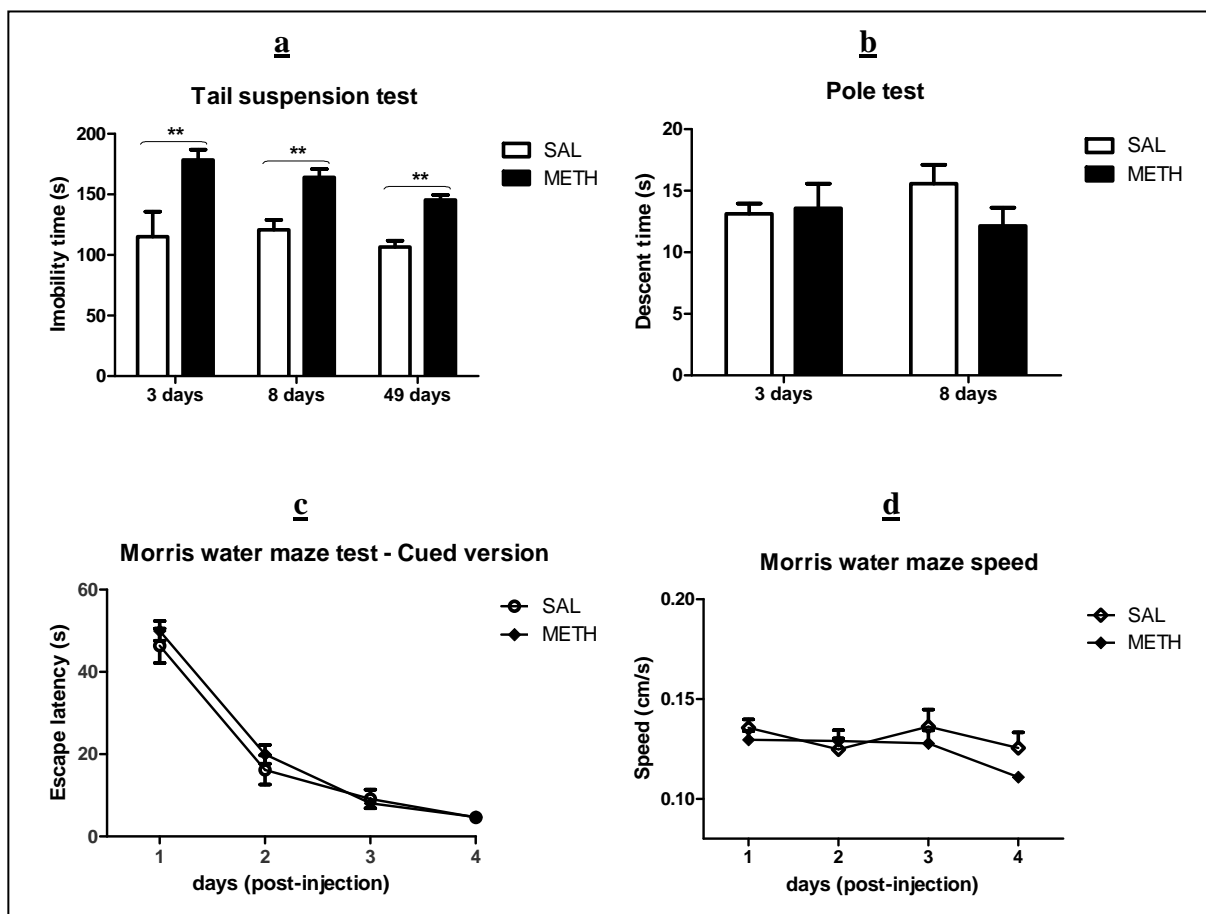 a
Tail suspension test
200
150
100
50
0
Imobility time (s)
**
**
**
SAL
METH
3 days
8 days
49 days
b
Pole test
20
15
10
5
0
Descent time (s)
SAL
METH
3 days
8 days
c
Morris water maze test - Cued version
60
40
20
0
Escape latency (s)
SAL
METH
1 2 3 4
days (post-injection)
d
Morris water maze speed
0.20
0.15
0.10
Speed (cm/s)
SAL
METH
1 2 3 4
days (post-injection)